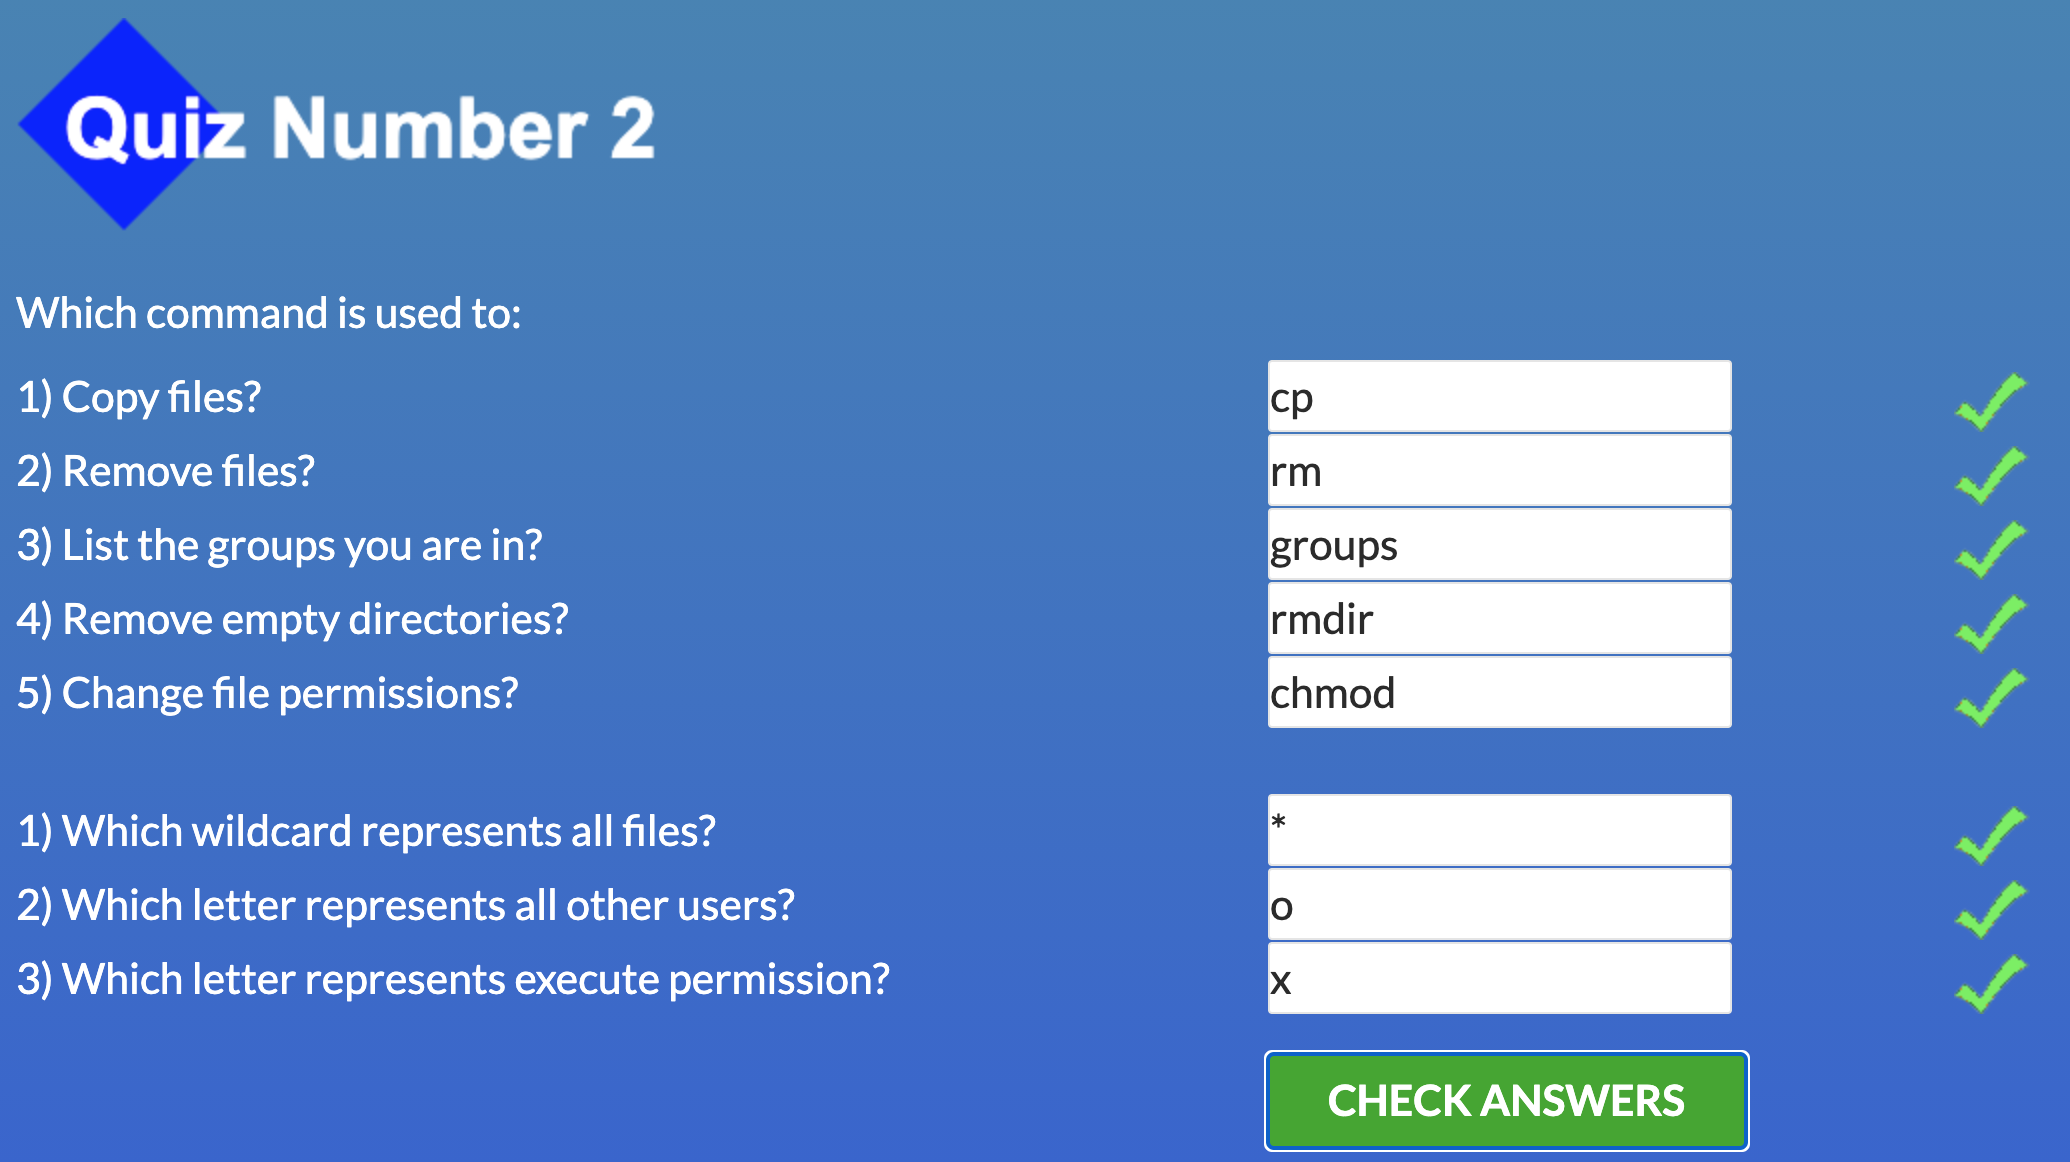 Quiz Number 2
Which command is used to:
1) Copy files? cp
2) Remove files? rm
3) List the groups you are in? groups
4) Remove empty directories? rmdir
5) Change file permissions? chmod
1) Which wildcard represents all files? *
2) Which letter represents all other users? o
3) Which letter represents execute permission? x
CHECK ANSWERS